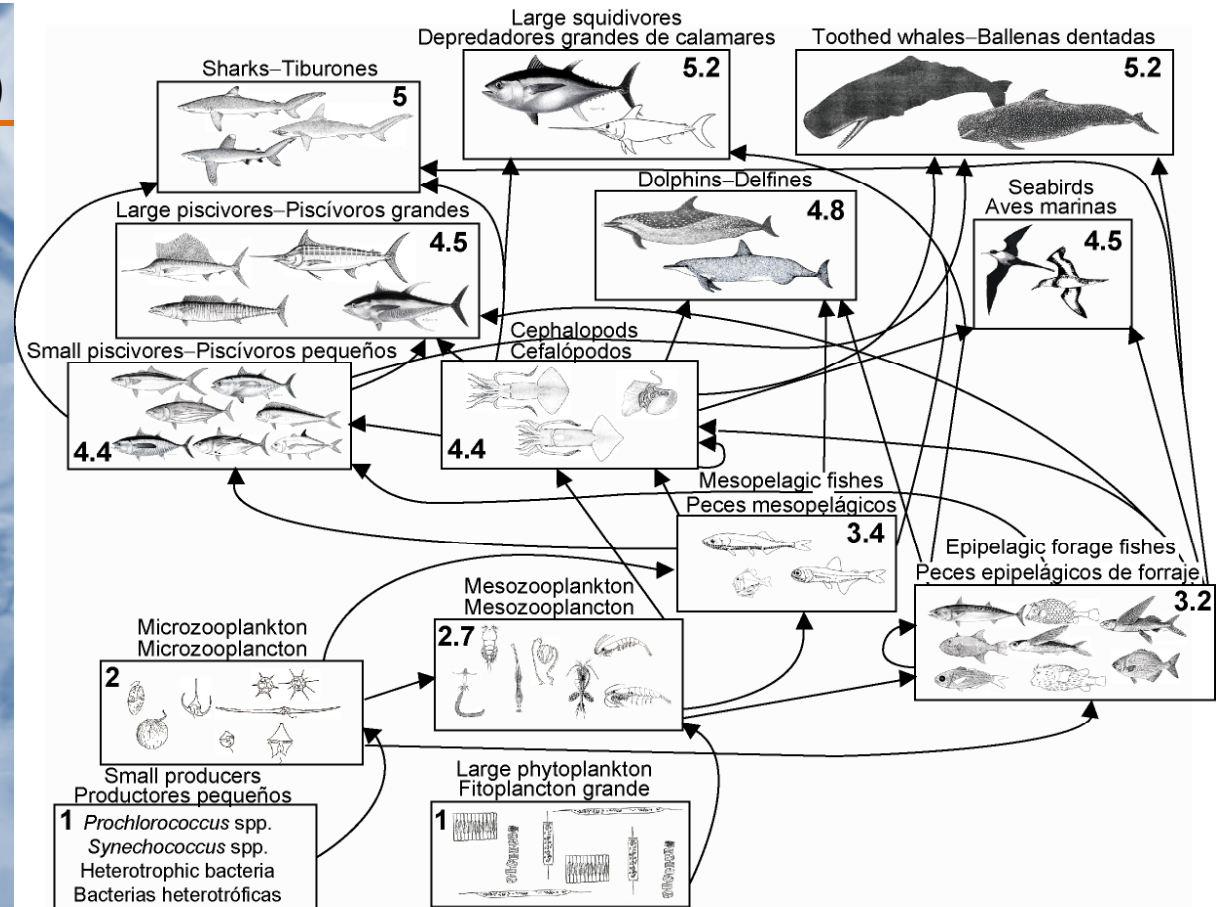 Large squidivores
Depredadores grandes de calamares
5.2
Toothed whales–Ballenas dentadas
5.2
Sharks–Tiburones
5
Dolphins–Delfines
4.8
Seabirds
Aves marinas
4.5
Large piscivores–Piscívoros grandes
4.5
Small piscivores–Piscívoros pequeños
4.4
Cephalopods
Cefalópodos
4.4
Mesopelagic fishes
Peces mesopelágicos
3.4
Epipelagic forage fishes
Peces epipelágicos de forraje
3.2
Mesozooplankton
Mesozooplancton
2.7
Microzooplankton
Microzooplancton
2
Small producers
Productores pequeños
1 Prochlorococcus spp.
Synechococcus spp.
Heterotrophic bacteria
Bacterias heterotróficas
Large phytoplankton
Fitoplancton grande
1